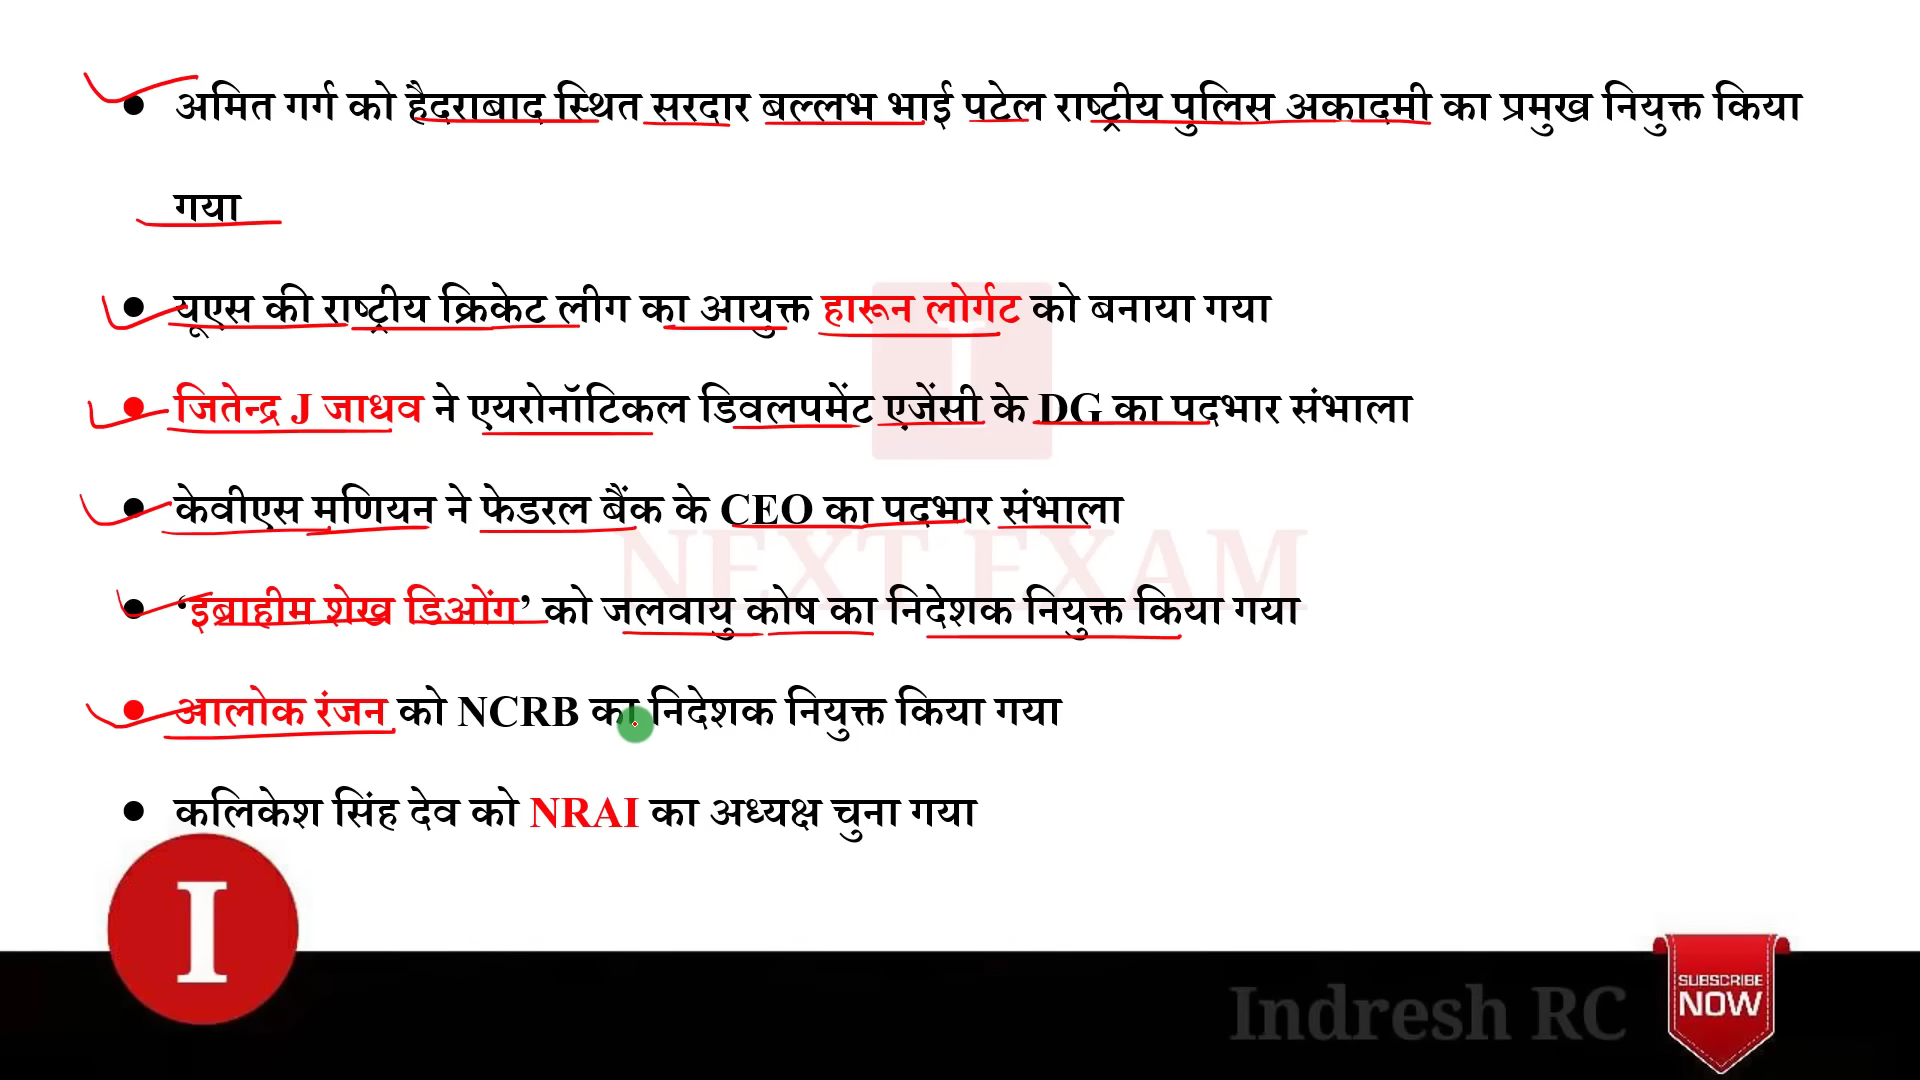 • अमित गर्ग को हैदराबाद स्थित सरदार बल्लभ भाई पटेल राष्ट्रीय पुलिस अकादमी का प्रमुख नियुक्त किया
गया
• यूएस की राष्ट्रीय क्रिकेट लीग का आयुक्त हारून लोर्गट को बनाया गया
• जितेन्द्र J जाधव ने एयरोनॉटिकल डिवलपमेंट एजेंसी के DG का पदभार संभाला
• केवीएस मणियन ने फेडरल बैंक के CEO का पदभार संभाला
• ‘इब्राहीम शेख डिओंग’ को जलवायु कोष का निदेशक नियुक्त किया गया
• आलोक रंजन को NCRB का निदेशक नियुक्त किया गया
• कलिकेश सिंह देव को NRAI का अध्यक्ष चुना गया
I
NEXT EXAM
I
Indresh RC
SUBSCRIBE
NOW